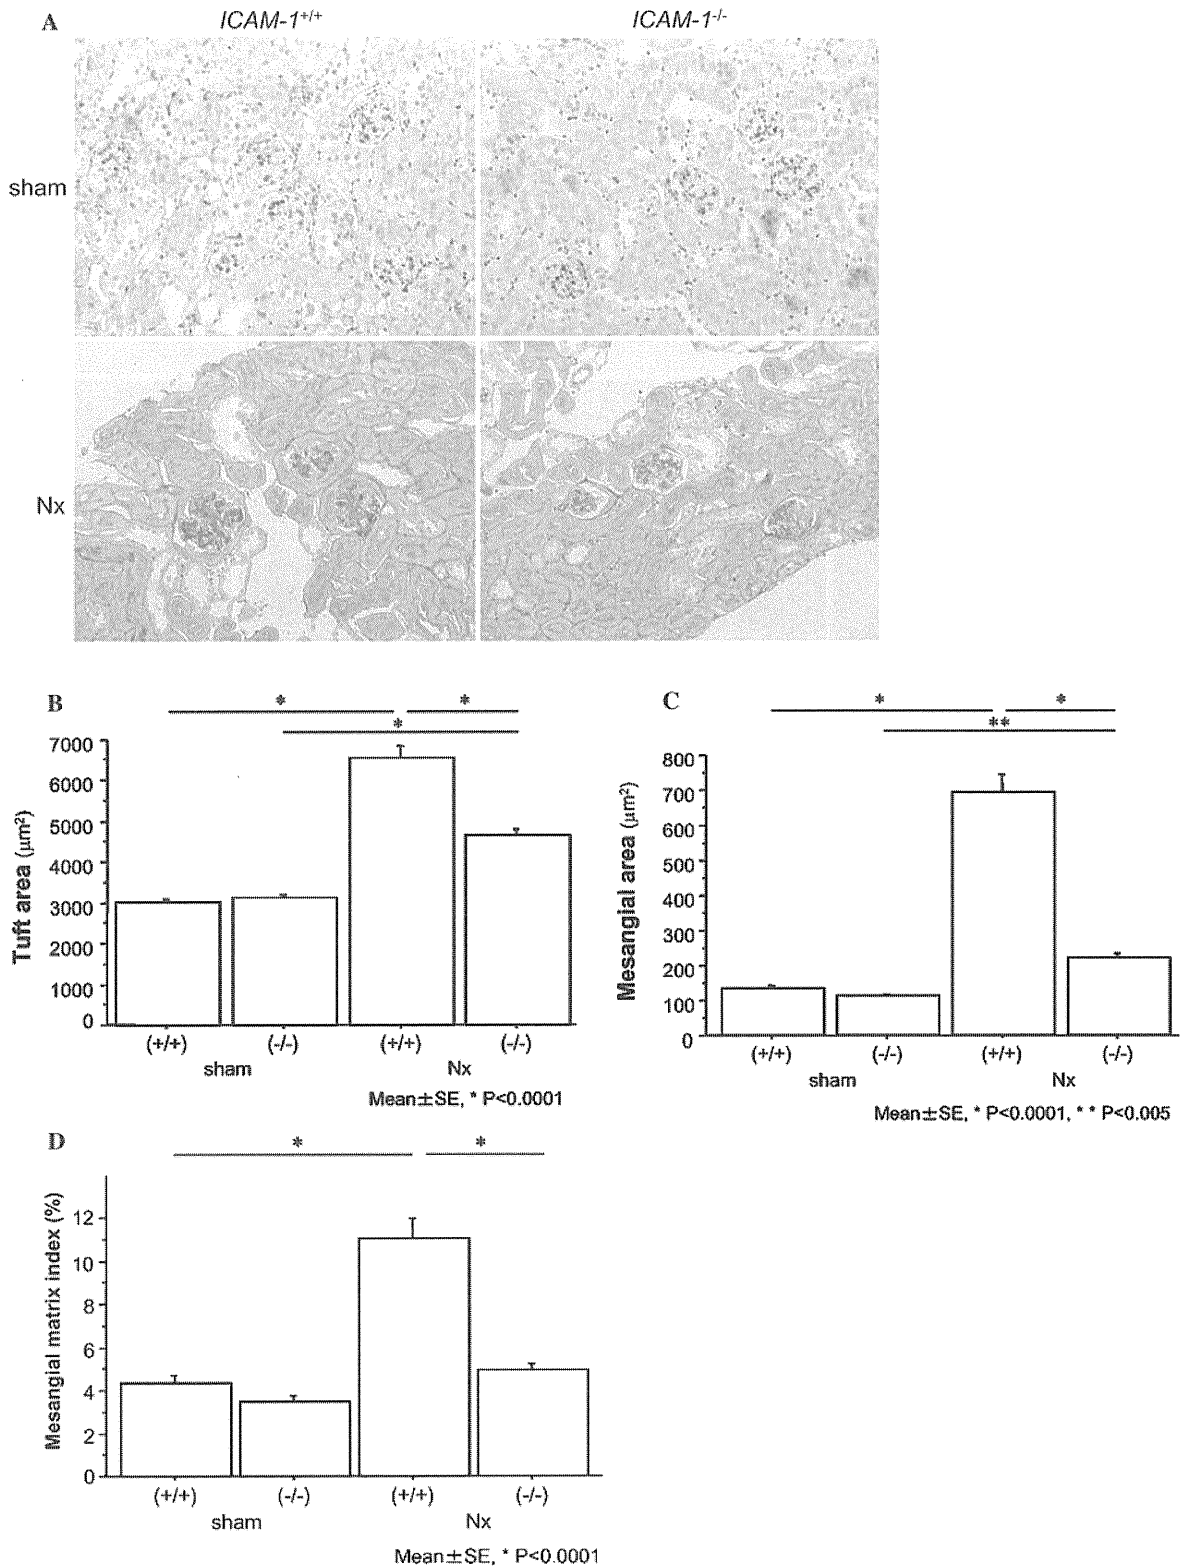 A
ICAM-1+/+
ICAM-1-/-
sham
Nx
B
*
*
*
7000
6000
5000
4000
3000
2000
1000
0
Tuft area (μm²)
(+/+)
(-/-)
(+/+)
(-/-)
sham
Nx
Mean±SE, * P<0.0001
C
*
*
**
800
700
600
500
400
300
200
100
0
Mesangial area (μm²)
(+/+)
(-/-)
(+/+)
(-/-)
sham
Nx
Mean±SE, * P<0.0001, ** P<0.005
D
*
*
12
10
8
6
4
2
0
Mesangial matrix index (%)
(+/+)
(-/-)
(+/+)
(-/-)
sham
Nx
Mean±SE, * P<0.0001